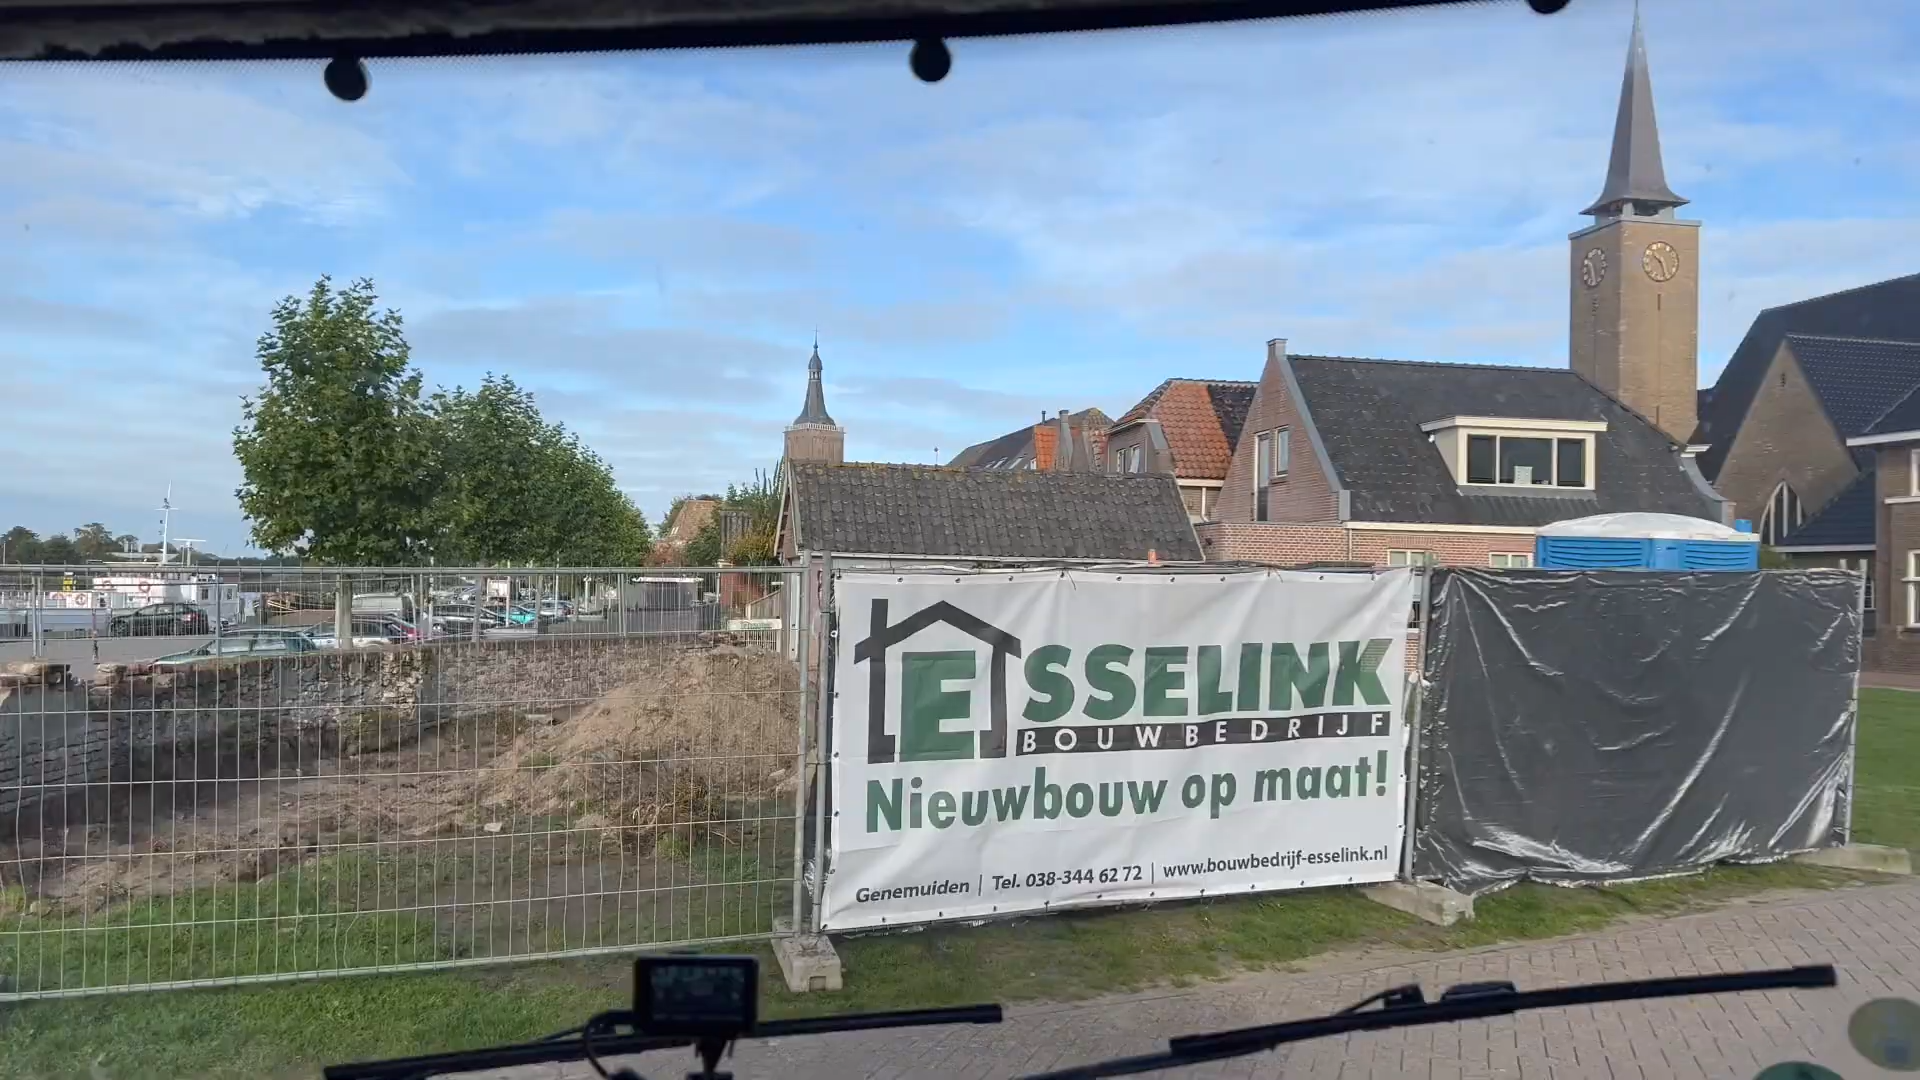 ESSELINK
BOUWBEDRIJF
Nieuwbouw op maat!
Genemuiden | Tel. 038-344 62 72 | www.bouwbedrijf-esselink.nl